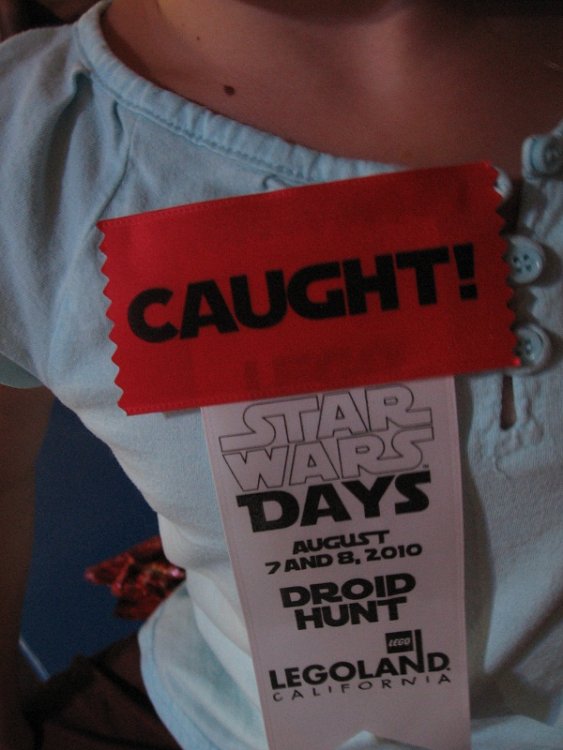 CAUGHT!
STAR
WARS
DAYS
AUGUST
7 AND 8, 2010
DROID
HUNT
LEGO
LEGOLAND
CALIFORNIA